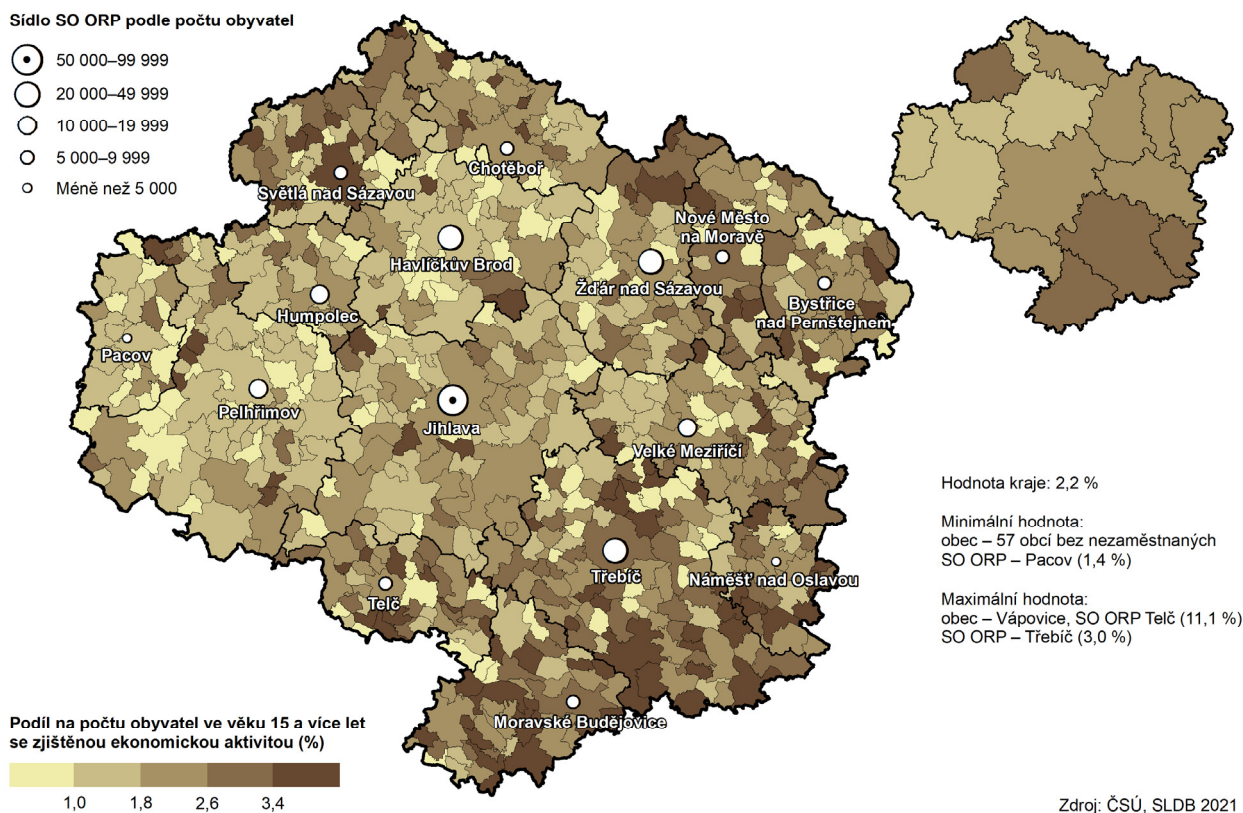 Sídlo SO ORP podle počtu obyvatel
50 000–99 999
20 000–49 999
10 000–19 999
5 000–9 999
Méně než 5 000
Chotěboř
Světlá nad Sázavou
Nové Město
na Moravě
Havlíčkův Brod
Žďár nad Sázavou
Humpolec
Bystřice
nad Pernštejnem
Pacov
Pelhřimov
Jihlava
Velké Meziříčí
Třebíč
Náměšť nad Oslavou
Telč
Moravské Budějovice
Hodnota kraje: 2,2 %
Minimální hodnota:
obec – 57 obcí bez nezaměstnaných
SO ORP – Pacov (1,4 %)
Maximální hodnota:
obec – Vápovice, SO ORP Telč (11,1 %)
SO ORP – Třebíč (3,0 %)
Podíl na počtu obyvatel ve věku 15 a více let
se zjištěnou ekonomickou aktivitou (%)
1,0 1,8 2,6 3,4
Zdroj: ČSÚ, SLDB 2021